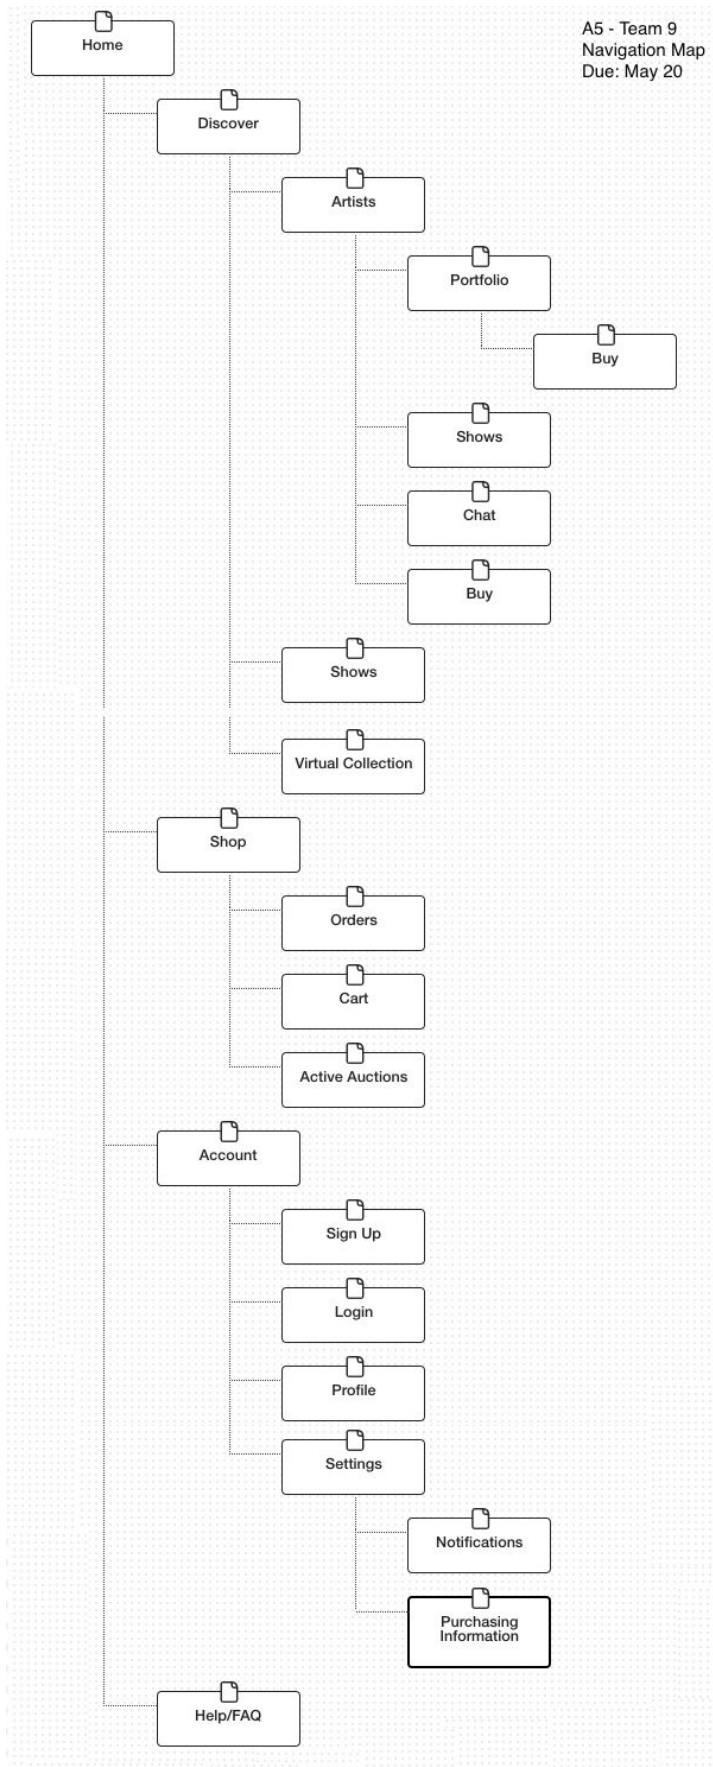 A5 - Team 9
Navigation Map
Due: May 20
Home
Discover
Artists
Portfolio
Buy
Shows
Chat
Buy
Shows
Virtual Collection
Shop
Orders
Cart
Active Auctions
Account
Sign Up
Login
Profile
Settings
Notifications
Purchasing
Information
Help/FAQ